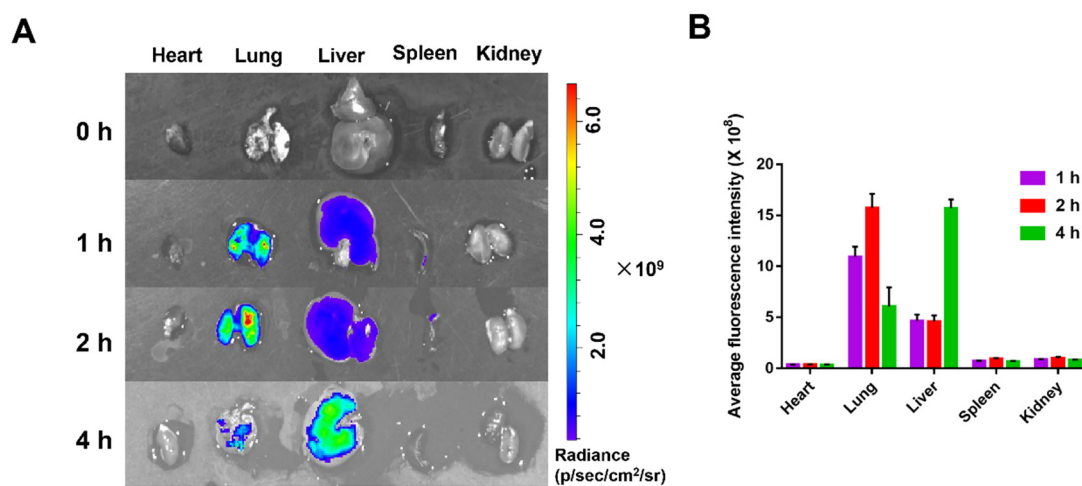 A
Heart Lung Liver Spleen Kidney
0 h
1 h
2 h
4 h
6.0
4.0
2.0
×10⁹
Radiance
(p/sec/cm²/sr)
B
Average fluorescence intensity (X 10⁸)
20
15
10
5
0
1 h
2 h
4 h
Heart
Lung
Liver
Spleen
Kidney